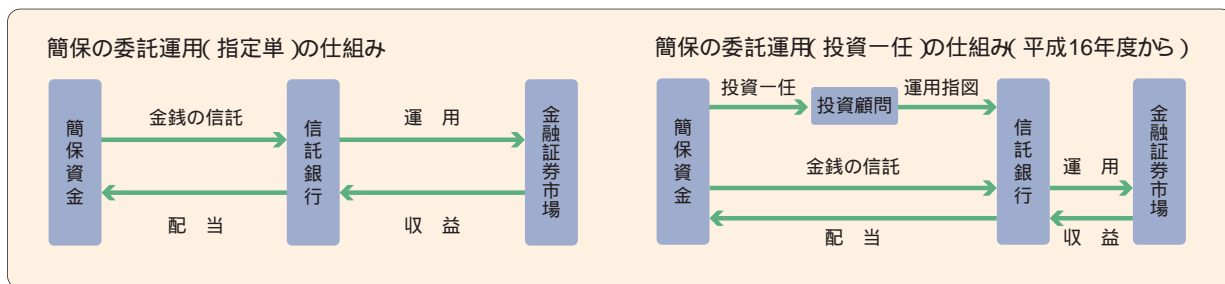 簡保の委託運用(指定単)の仕組み
簡保資金
金銭の信託
配　当
信託銀行
運　用
収　益
金融証券市場
簡保の委託運用(投資一任)の仕組み(平成16年度から)
簡保資金
投資一任
投資顧問
運用指図
金銭の信託
配　当
信託銀行
運　用
収　益
金融証券市場